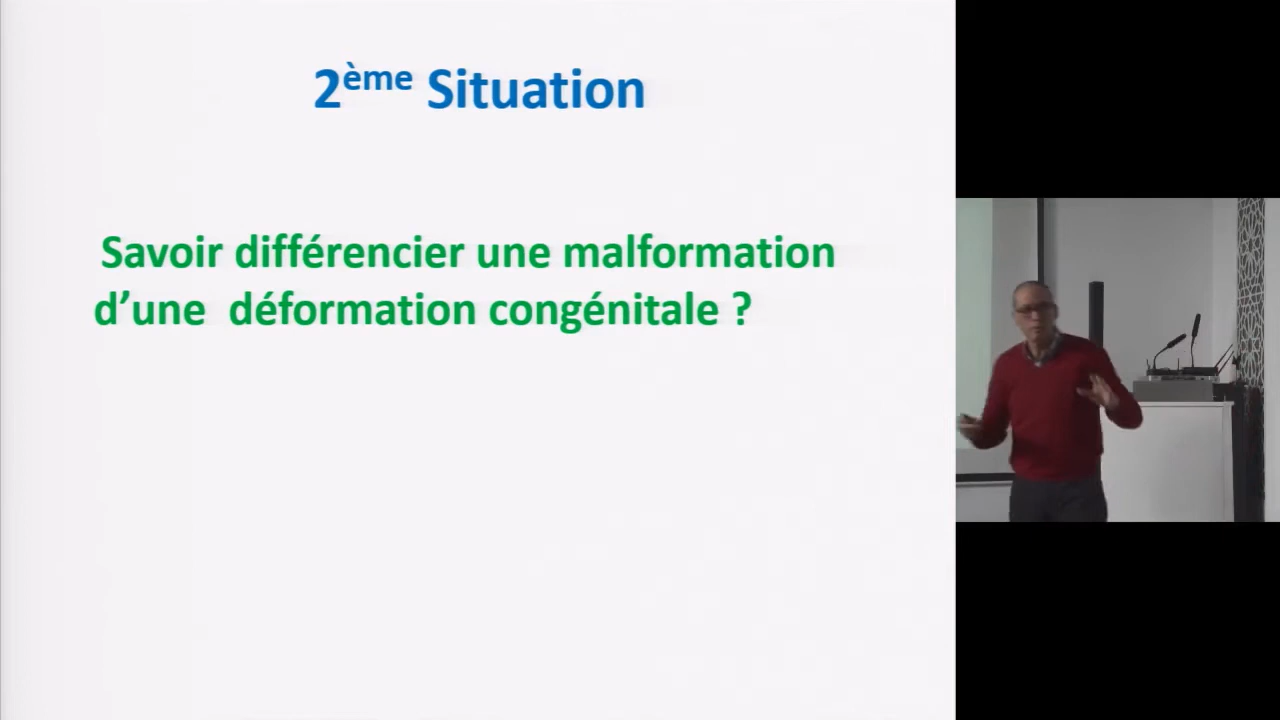 2ème Situation
Savoir différencier une malformation
d’une déformation congénitale ?